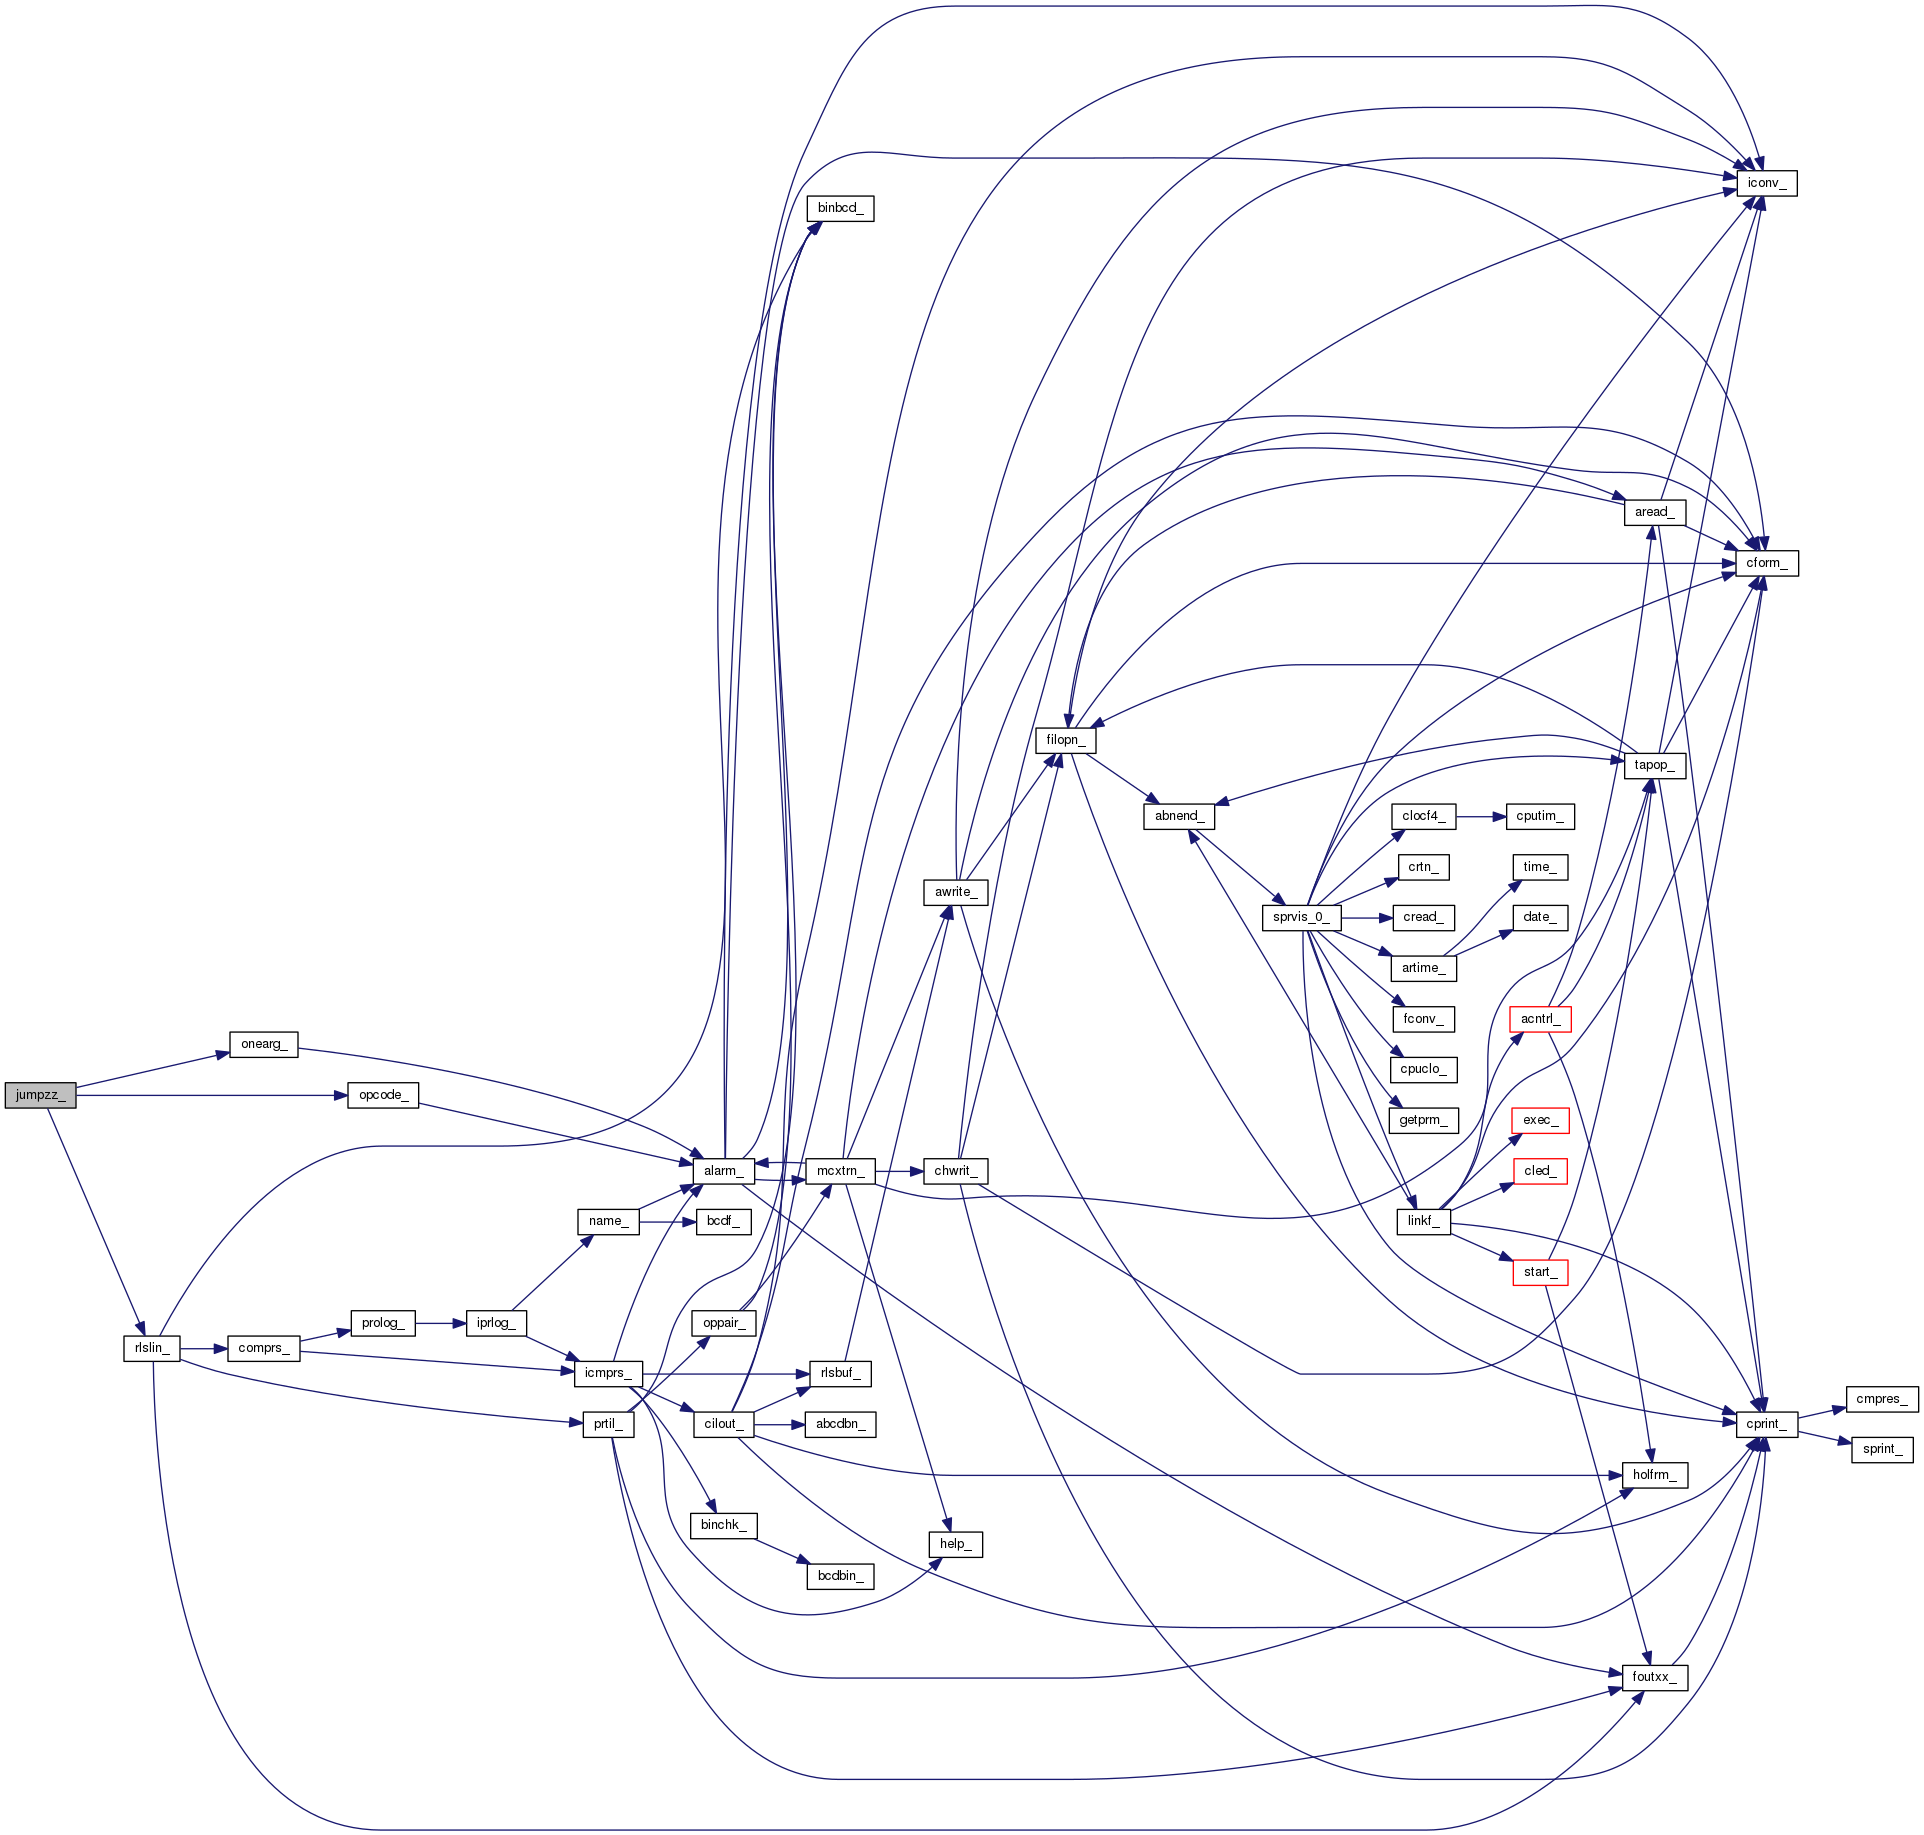 jumpzz_
onearg_
opcode_
rlslin_
comprs_
prolog_
iprlog_
name_
icmprs_
prtil_
alarm_
bcdf_
oppair_
cilout_
binchk_
binbcd_
mcxtrn_
rlsbuf_
abcdbn_
bcdbin_
awrite_
chwrit_
help_
filopn_
abnend_
sprvis_0_
clocf4_
crtn_
cread_
artime_
fconv_
cpuclo_
getprm_
linkf_
cputim_
time_
date_
acntrl_
exec_
cled_
start_
aread_
tapop_
holfrm_
foutxx_
iconv_
cform_
cprint_
cmpres_
sprint_